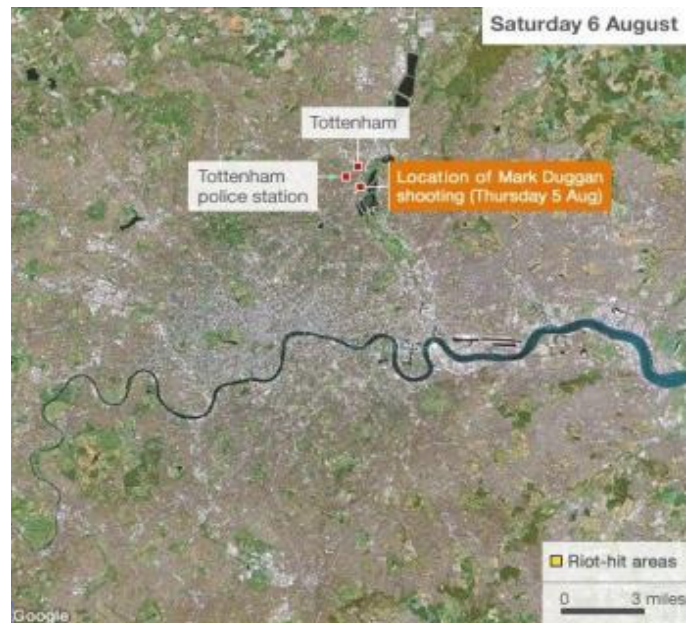 Saturday 6 August
Tottenham
Tottenham
police station
Location of Mark Duggan
shooting (Thursday 5 Aug)
Riot-hit areas
0 3 miles
Google